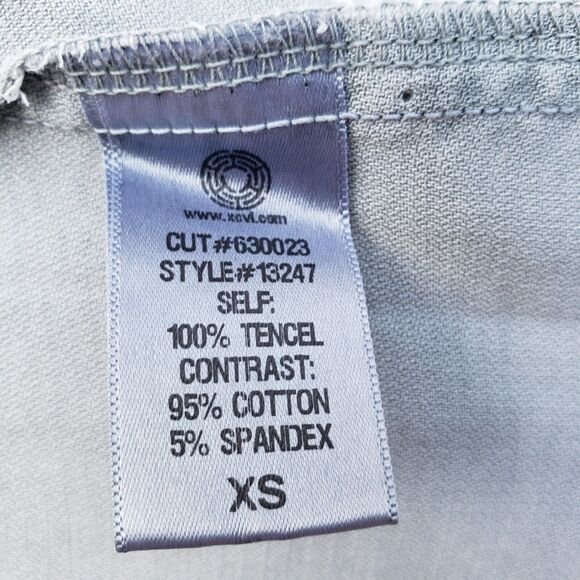 www.xcvi.com
CUT#630023
STYLE#13247
SELF:
100% TENCEL
CONTRAST:
95% COTTON
5% SPANDEX
XS